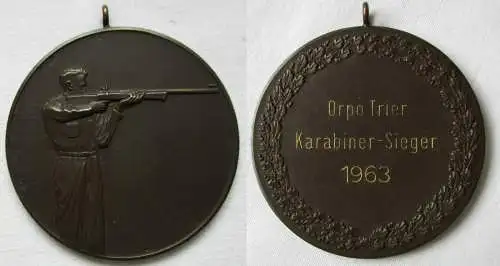 Orpo Trier
Karabiner-Sieger
1963